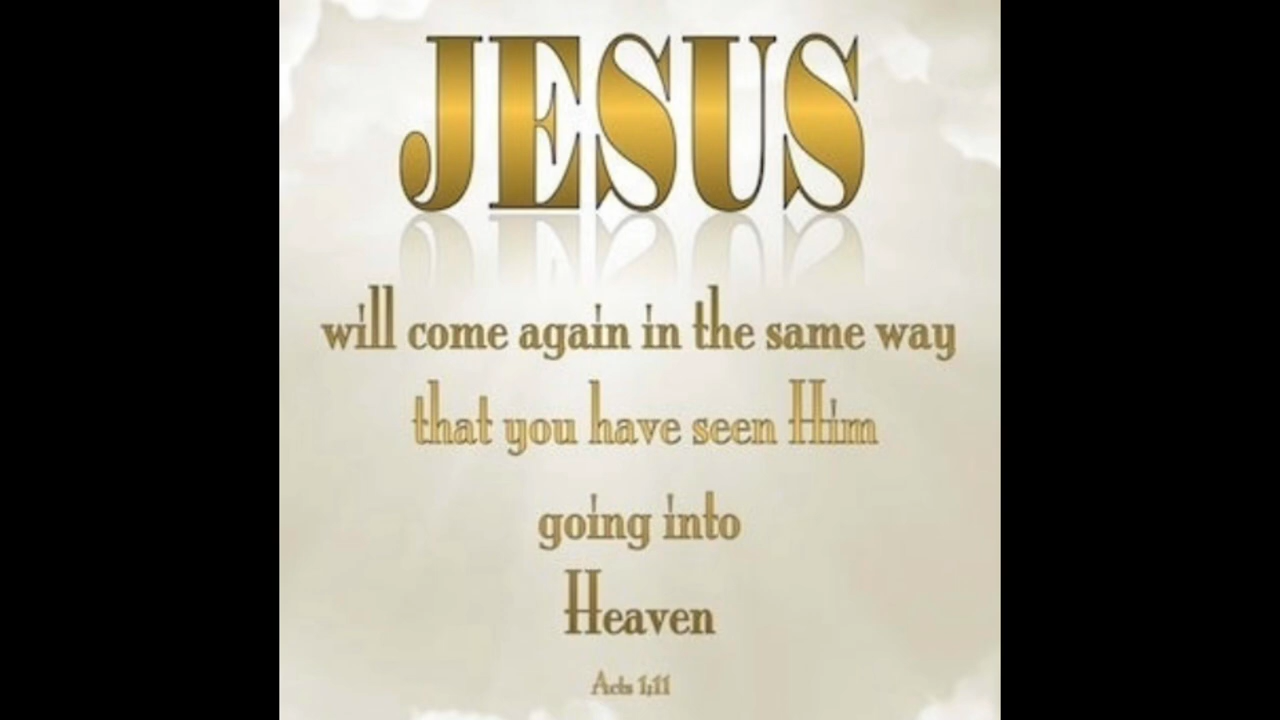 JESUS
will come again in the same way
that you have seen Him
going into
Heaven
Acts 1:11